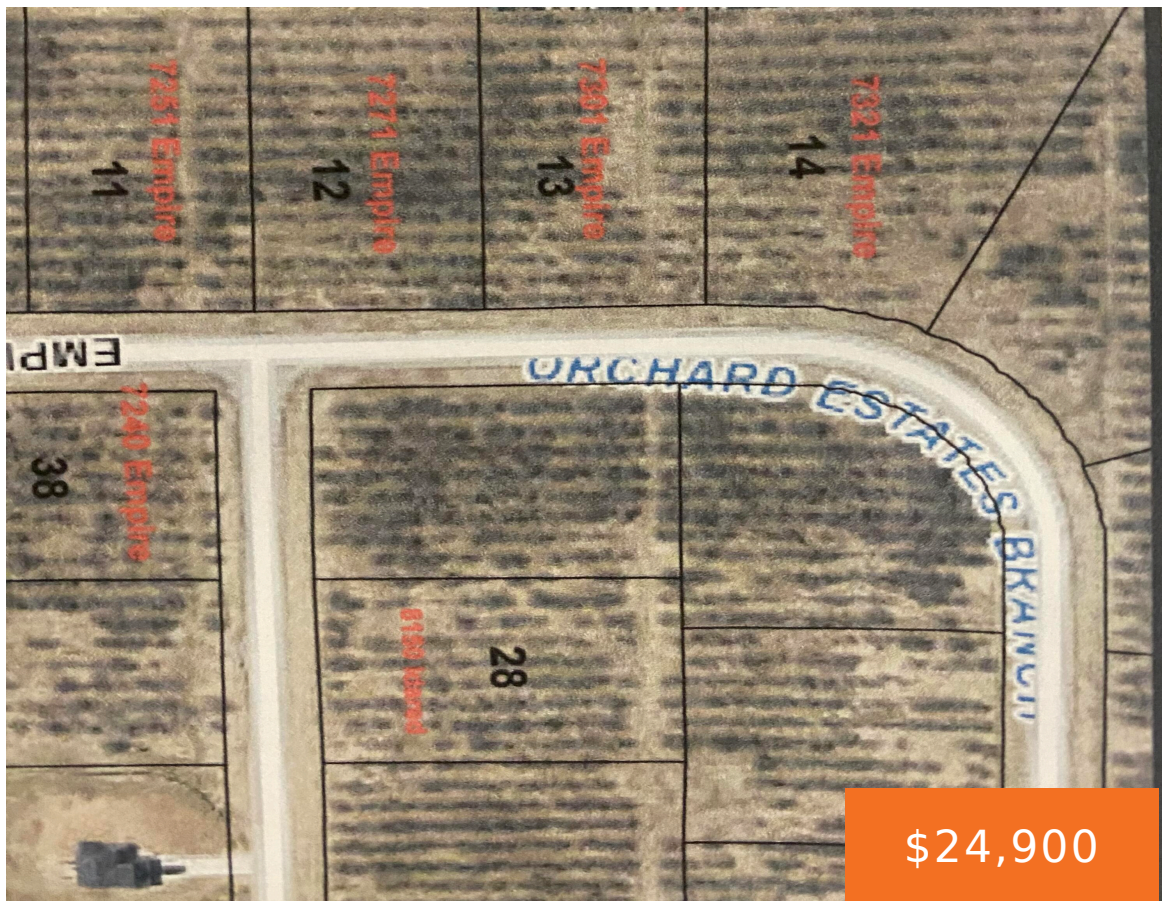 7251 Empire
11
7271 Empire
12
7301 Empire
13
7321 Empire
14
EMPI
ORCHARD ESTATES BRANCH
7240 Empire
38
28
$24,900